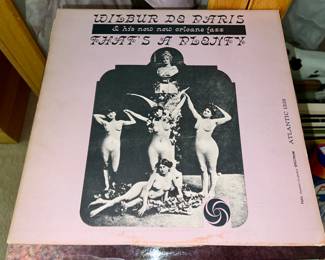 WILBUR DE PARIS
& his new new orleans jazz
THAT'S A PLENTY
ATLANTIC 1318